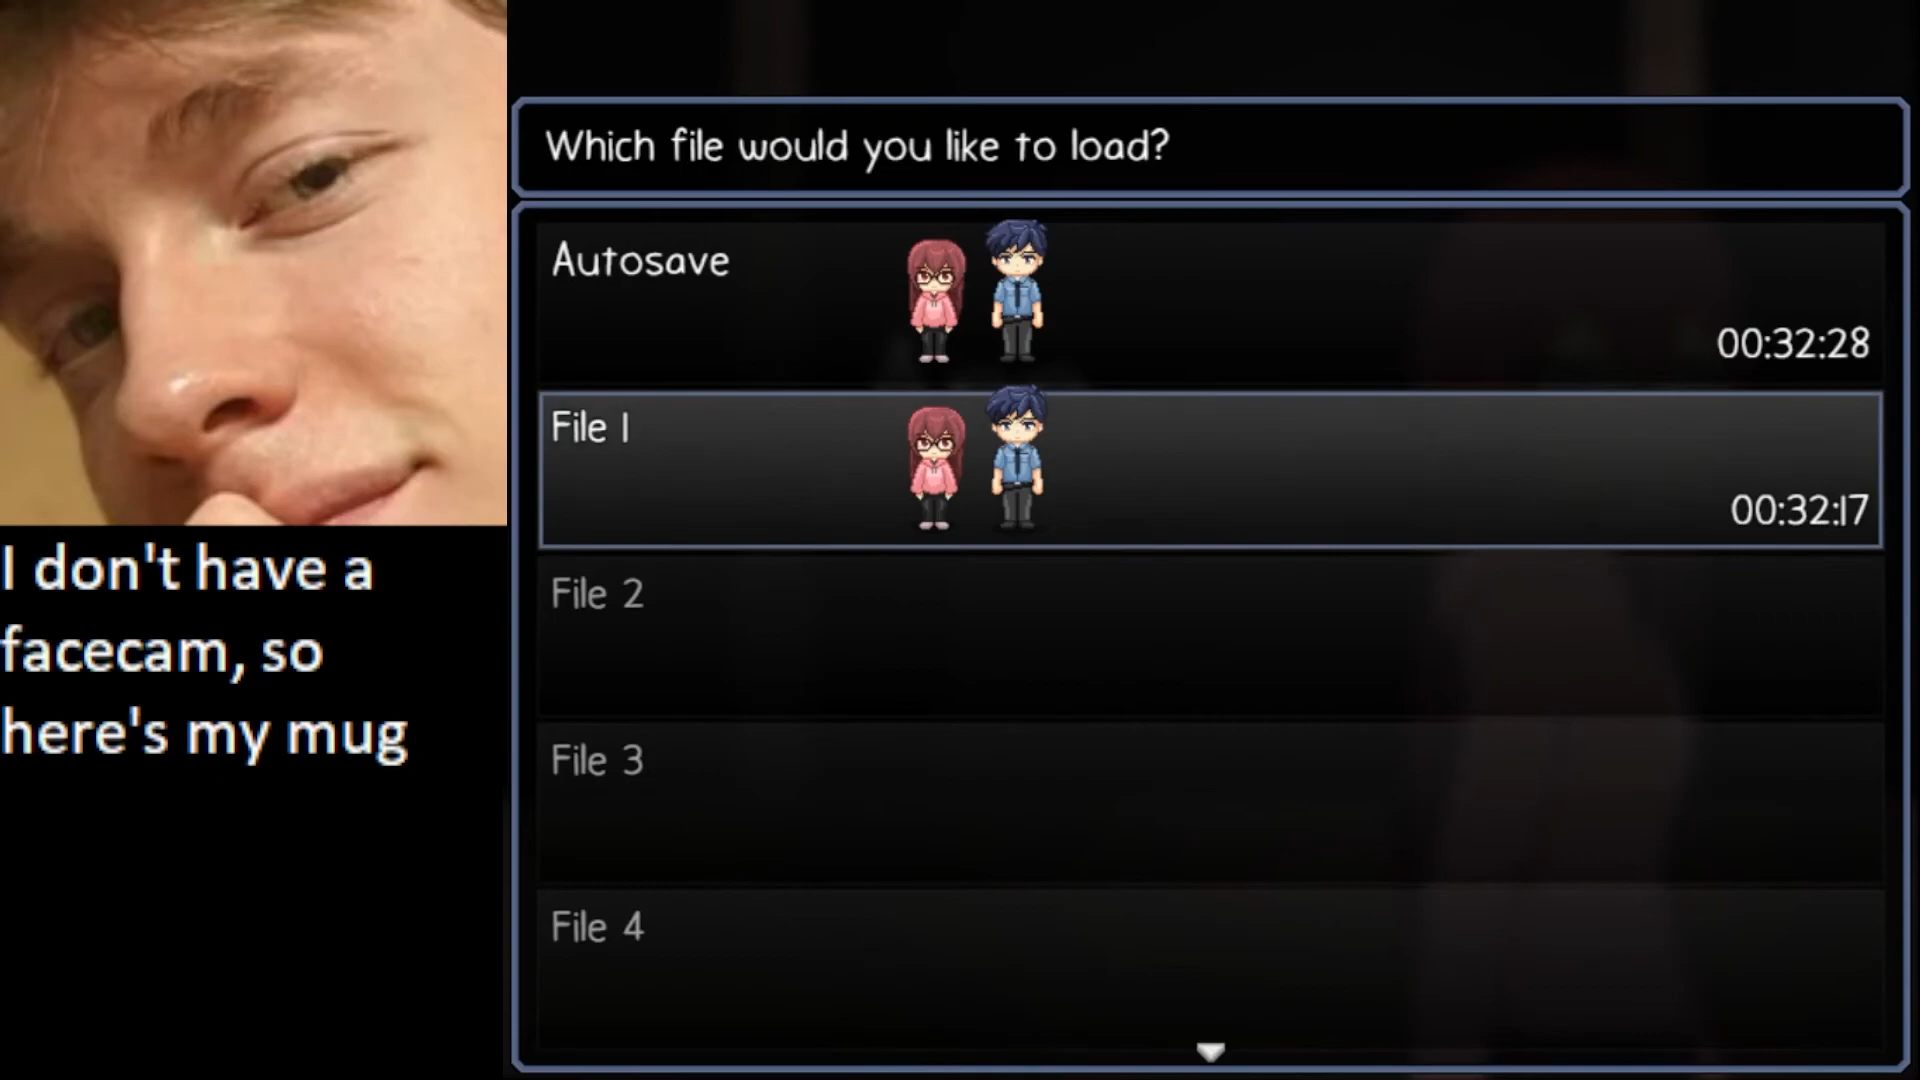 I don't have a
facecam, so
here's my mug
Which file would you like to load?
Autosave
00:32:28
File 1
00:32:17
File 2
File 3
File 4